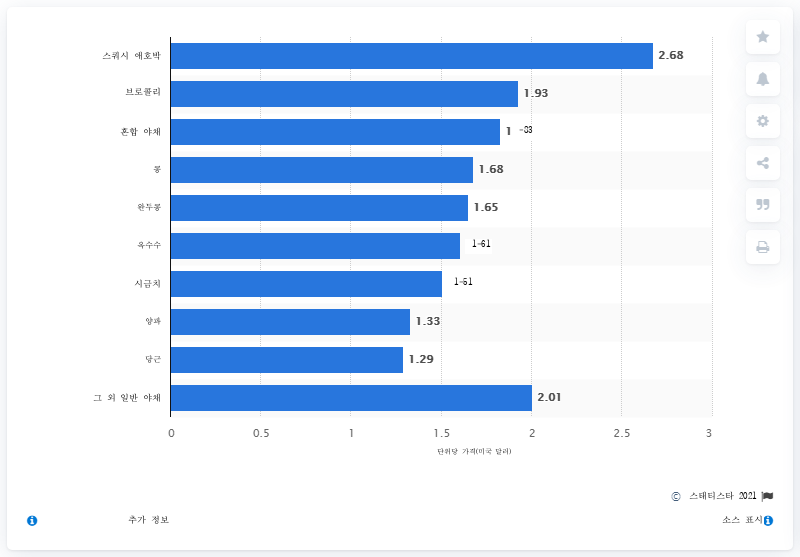 스쿼시 애호박 2.68
브로콜리 1.93
혼합 야채 1 -83
콩 1.68
완두콩 1.65
옥수수 1-61
시금치 1-61
양파 1.33
당근 1.29
그 외 일반 야채 2.01
0 0.5 1 1.5 2 2.5 3
단위당 가격(미국 달러)
© 스태티스타 2021
추가 정보 소스 표시